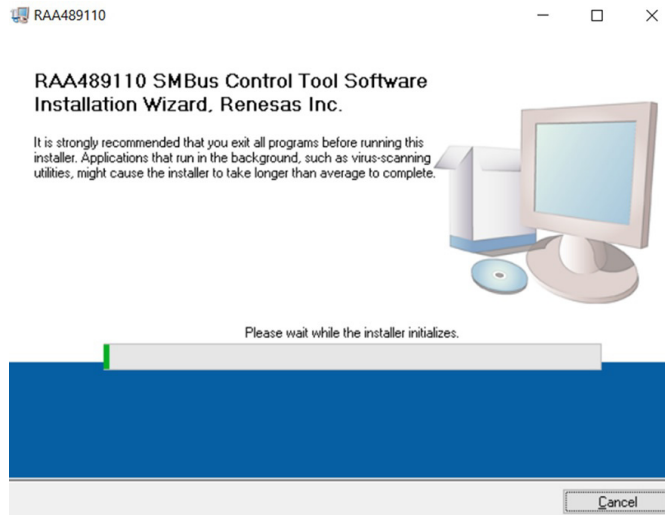 RAA489110
RAA489110 SMBus Control Tool Software
Installation Wizard, Renesas Inc.
It is strongly recommended that you exit all programs before running this
installer. Applications that run in the background, such as virus-scanning
utilities, might cause the installer to take longer than average to complete.
Please wait while the installer initializes.
Cancel